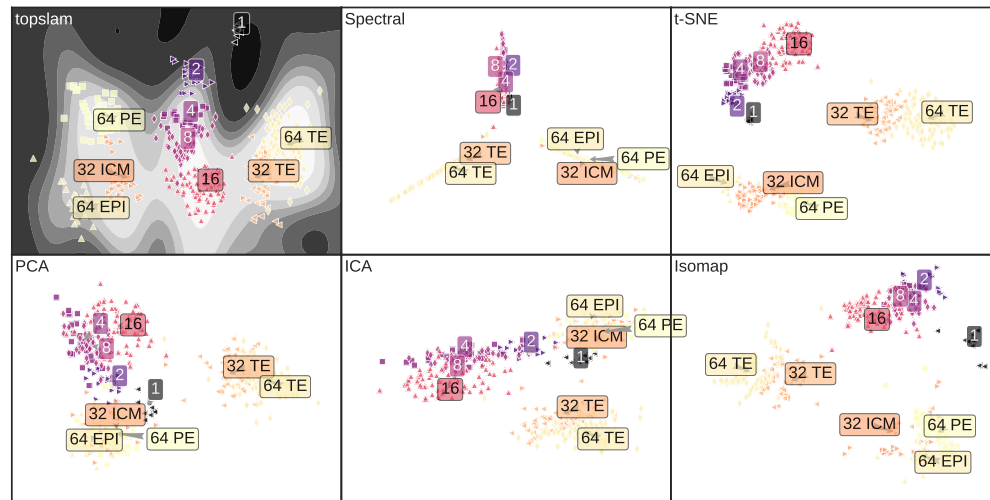 topslam
1
2
4
64 PE
8
64 TE
32 ICM
32 TE
16
64 EPI
Spectral
8
2
4
16
1
64 EPI
32 TE
64 PE
64 TE
32 ICM
t-SNE
16
8
4
2
1
32 TE
64 TE
64 EPI
32 ICM
64 PE
PCA
4
16
8
32 TE
2
1
64 TE
32 ICM
64 EPI
64 PE
ICA
64 EPI
64 PE
32 ICM
2
4
1
8
16
32 TE
64 TE
Isomap
2
8
4
16
1
64 TE
32 TE
32 ICM
64 PE
64 EPI